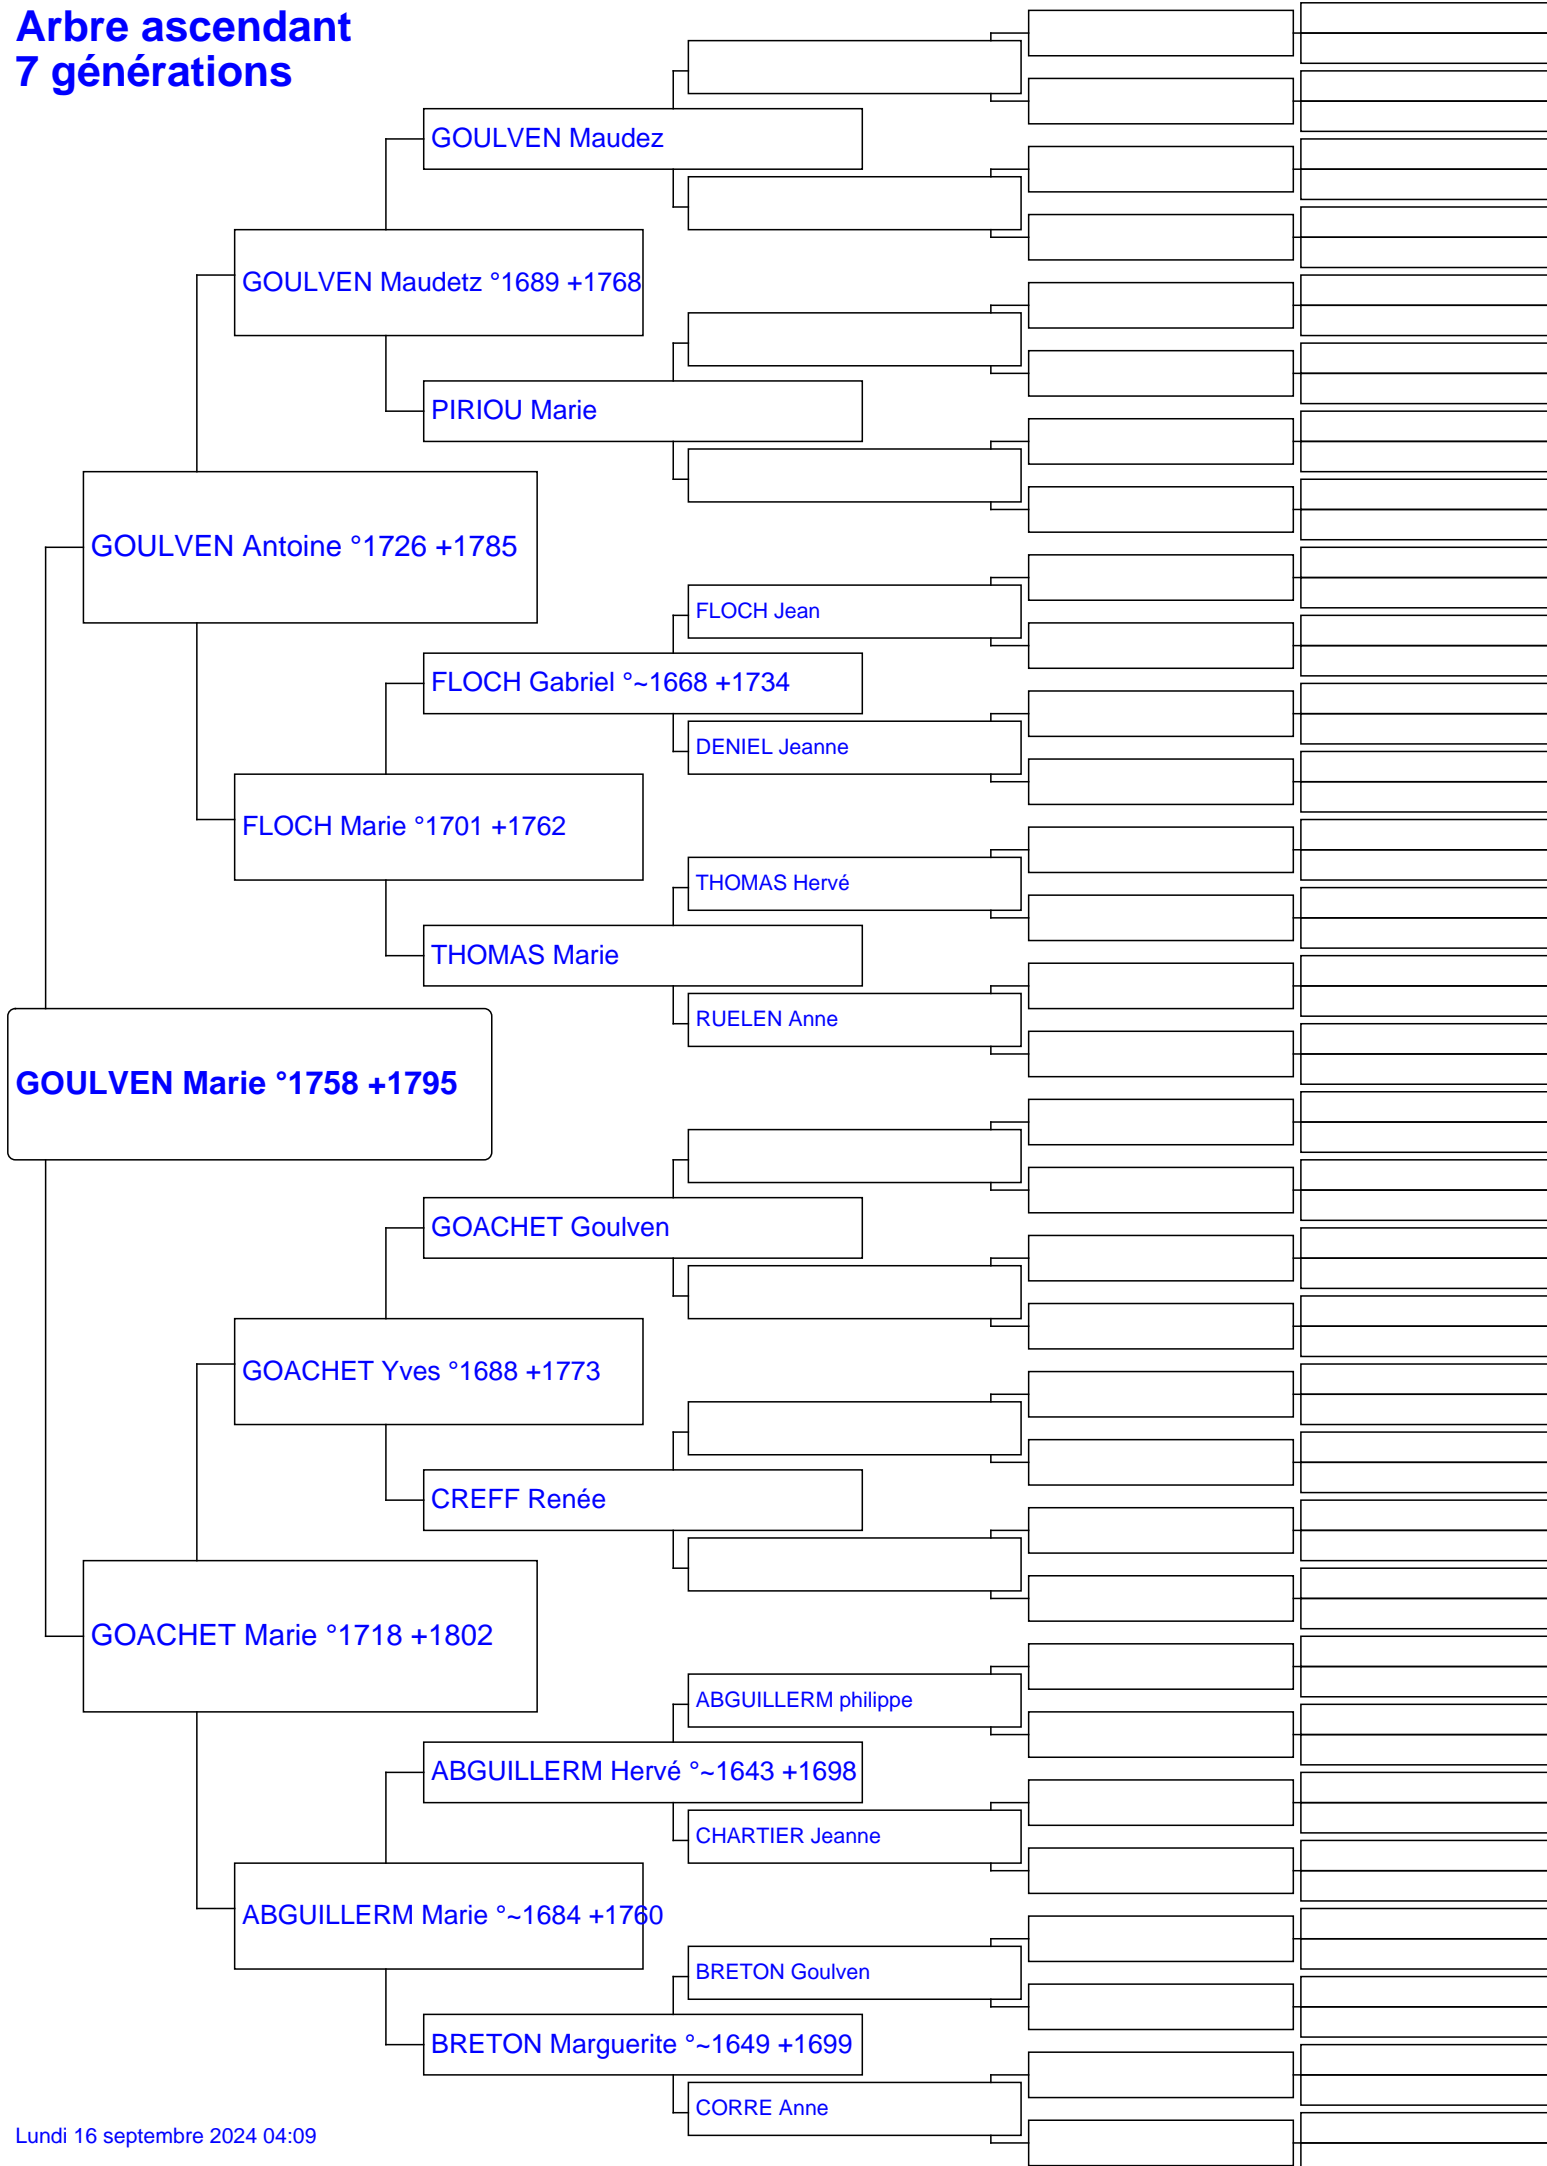 Arbre ascendant
7 générations
GOULVEN Maudez
GOULVEN Maudetz °1689 +1768
PIRIOU Marie
GOULVEN Antoine °1726 +1785
FLOCH Jean
FLOCH Gabriel °~1668 +1734
DENIEL Jeanne
FLOCH Marie °1701 +1762
THOMAS Hervé
THOMAS Marie
RUELEN Anne
GOULVEN Marie °1758 +1795
GOACHET Goulven
GOACHET Yves °1688 +1773
CREFF Renée
GOACHET Marie °1718 +1802
ABGUILLERM philippe
ABGUILLERM Hervé °~1643 +1698
CHARTIER Jeanne
ABGUILLERM Marie °~1684 +1760
BRETON Goulven
BRETON Marguerite °~1649 +1699
CORRE Anne
Lundi 16 septembre 2024 04:09